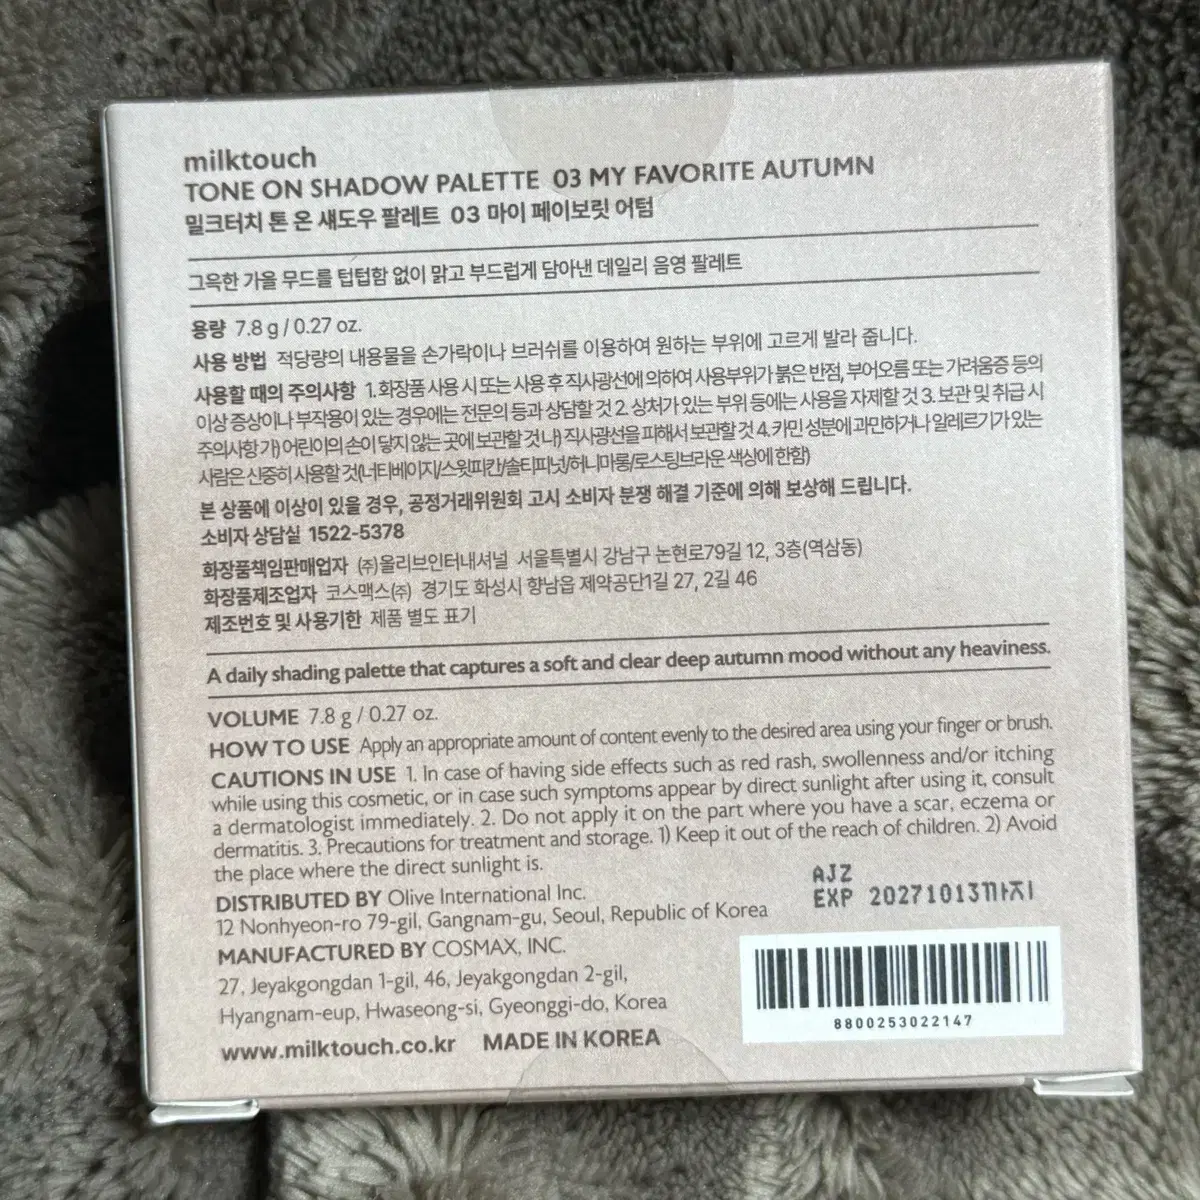 milktouch
TONE ON SHADOW PALETTE 03 MY FAVORITE AUTUMN
밀크터치 톤 온 섀도우 팔레트 03 마이 페이보릿 어텀
그윽한 가을 무드를 텁텁함 없이 맑고 부드럽게 담아낸 데일리 음영 팔레트
용량 7.8 g / 0.27 oz.
사용 방법 적당량의 내용물을 손가락이나 브러쉬를 이용하여 원하는 부위에 고르게 발라 줍니다.
사용할 때의 주의사항 1. 화장품 사용 시 또는 사용 후 직사광선에 의하여 사용부위가 붉은 반점, 부어오름 또는 가려움증 등의
이상 증상이나 부작용이 있는 경우에는 전문의 등과 상담할 것 2. 상처가 있는 부위 등에는 사용을 자제할 것 3. 보관 및 취급 시
주의사항 가) 어린이의 손이 닿지 않는 곳에 보관할 것 나) 직사광선을 피해서 보관할 것 4. 카민 성분에 과민하거나 알레르기가 있는
사람은 신중히 사용할 것(너티베이지/스윗피칸/솔티피넛/허니마롱/로스팅브라운 색상에 한함)
본 상품에 이상이 있을 경우, 공정거래위원회 고시 소비자 분쟁 해결 기준에 의해 보상해 드립니다.
소비자 상담실 1522-5378
화장품책임판매업자 (주)올리브인터내셔널 서울특별시 강남구 논현로79길 12, 3층(역삼동)
화장품제조업자 코스맥스(주) 경기도 화성시 향남읍 제약공단1길 27, 2길 46
제조번호 및 사용기한 제품 별도 표기
A daily shading palette that captures a soft and clear deep autumn mood without any heaviness.
VOLUME 7.8 g / 0.27 oz.
HOW TO USE Apply an appropriate amount of content evenly to the desired area using your finger or brush.
CAUTIONS IN USE 1. In case of having side effects such as red rash, swollenness and/or itching
while using this cosmetic, or in case such symptoms appear by direct sunlight after using it, consult
a dermatologist immediately. 2. Do not apply it on the part where you have a scar, eczema or
dermatitis. 3. Precautions for treatment and storage. 1) Keep it out of the reach of children. 2) Avoid
the place where the direct sunlight is.
DISTRIBUTED BY Olive International Inc.
12 Nonhyeon-ro 79-gil, Gangnam-gu, Seoul, Republic of Korea
MANUFACTURED BY COSMAX, INC.
27, Jeyakgongdan 1-gil, 46, Jeyakgongdan 2-gil,
Hyangnam-eup, Hwaseong-si, Gyeonggi-do, Korea
www.milktouch.co.kr MADE IN KOREA
AJZ
EXP 20271013까지
8800253022147